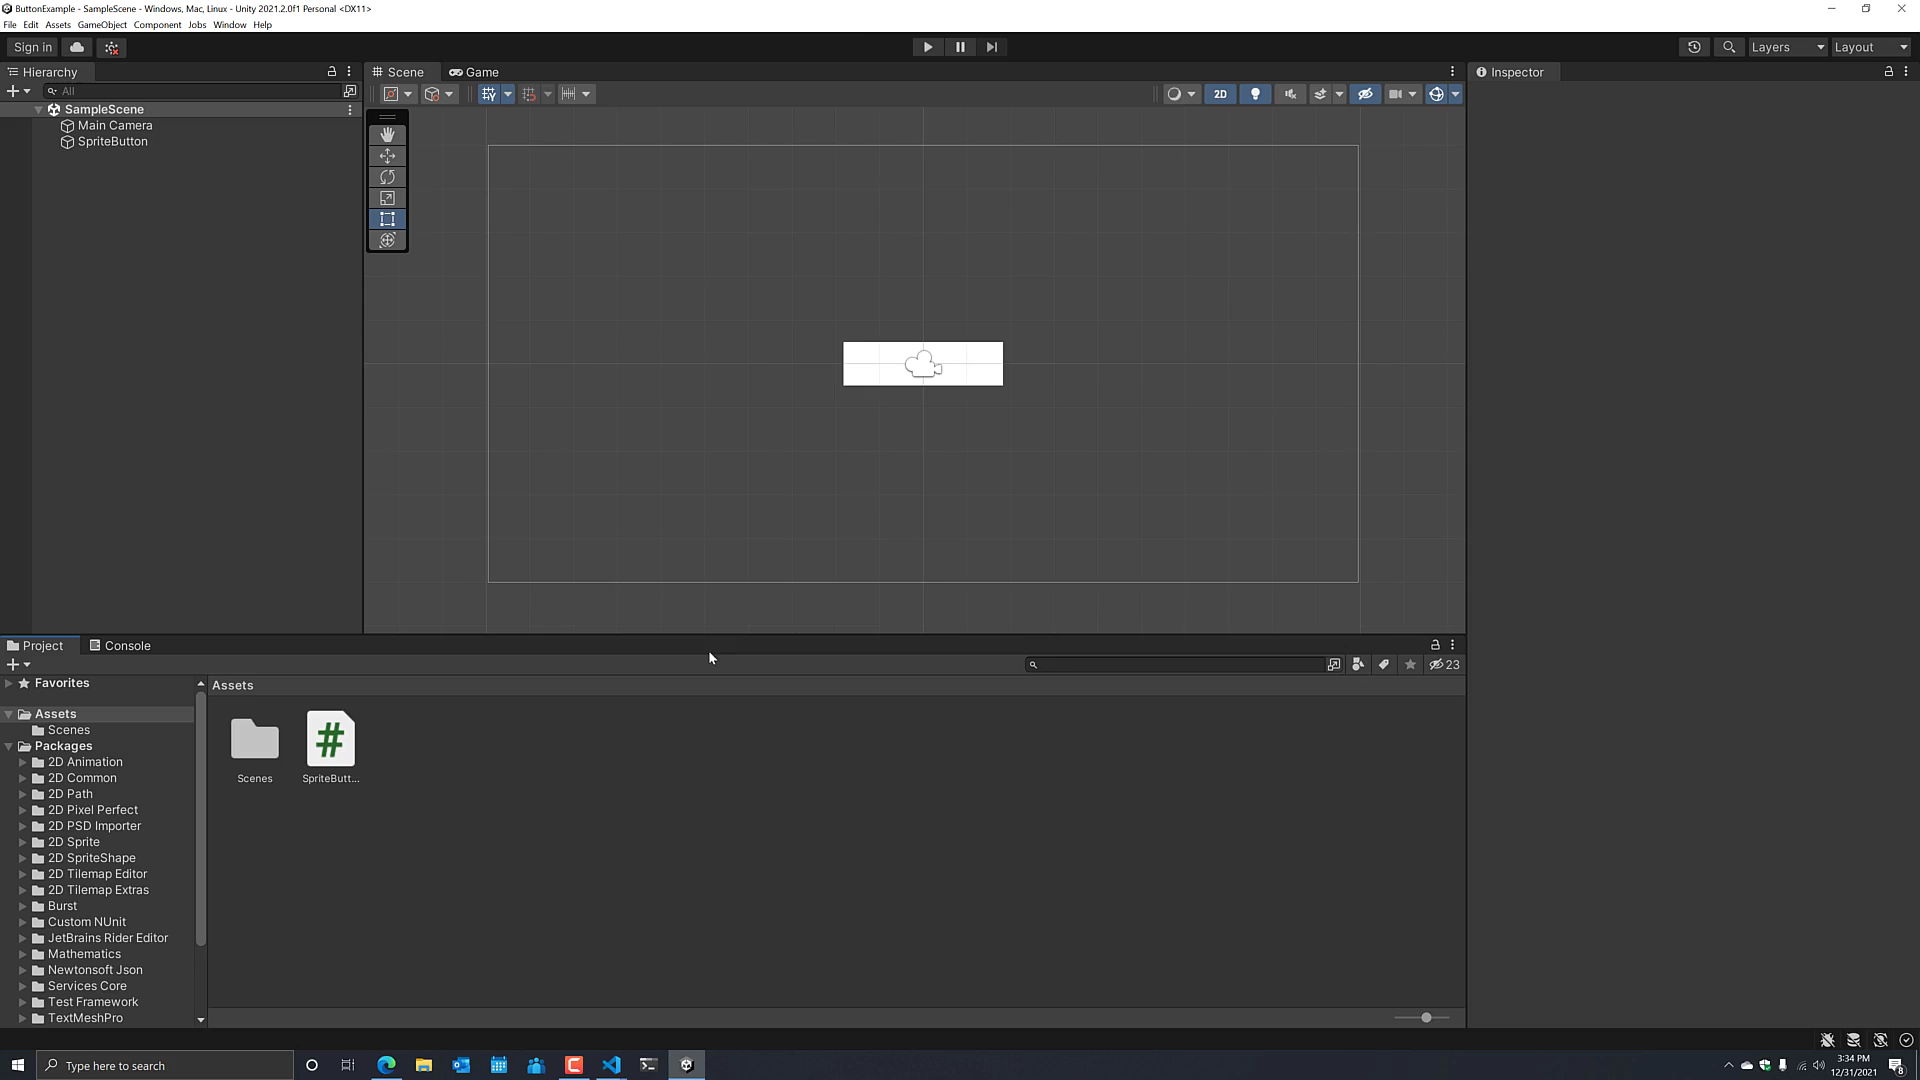 ButtonExample - SampleScene - Windows, Mac, Linux - Unity 2021.2.0f1 Personal <DX11>
File Edit Assets GameObject Component Jobs Window Help
Sign in
Layers
Layout
Hierarchy
Scene
Game
Inspector
All
2D
SampleScene
Main Camera
SpriteButton
Project
Console
23
Favorites
Assets
Assets
Scenes
Packages
2D Animation
2D Common
2D Path
2D Pixel Perfect
2D PSD Importer
2D Sprite
2D SpriteShape
2D Tilemap Editor
2D Tilemap Extras
Burst
Custom NUnit
JetBrains Rider Editor
Mathematics
Newtonsoft Json
Services Core
Test Framework
TextMeshPro
#
Scenes
SpriteButt...
Type here to search
3:34 PM
12/31/2021
8